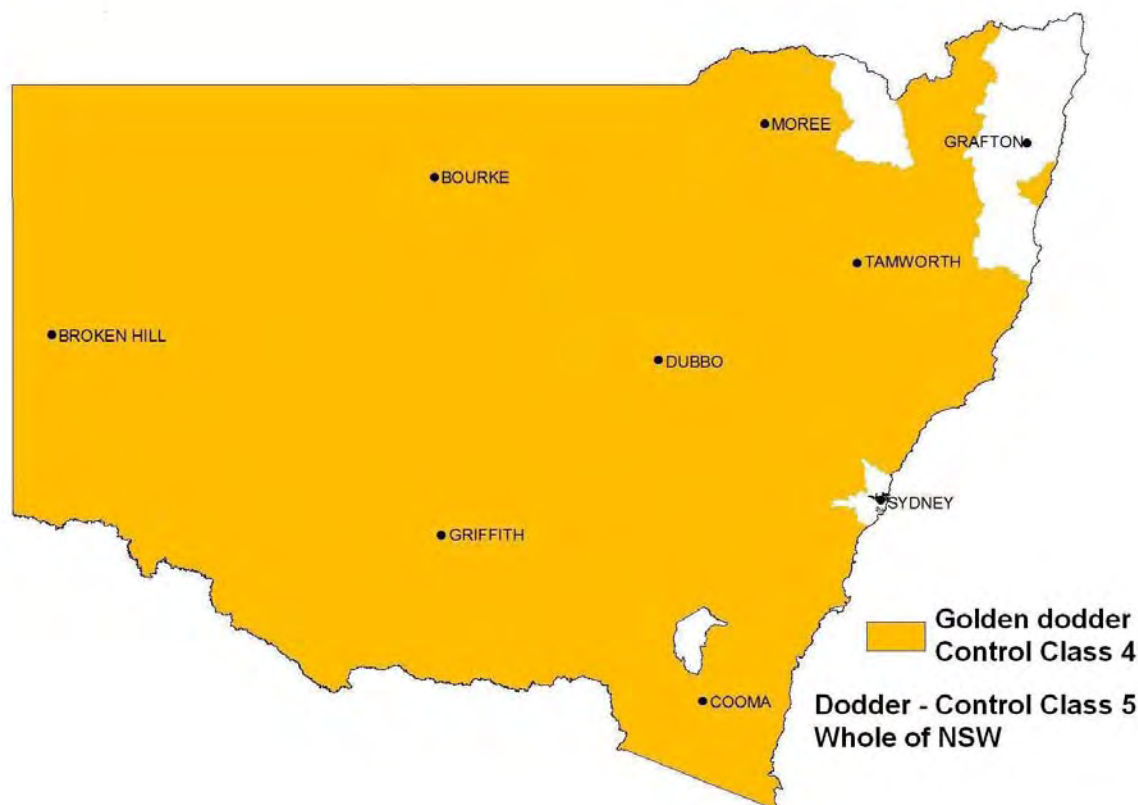 MOREE
GRAFTON
BOURKE
TAMWORTH
BROKEN HILL
DUBBO
SYDNEY
GRIFFITH
Golden dodder
Control Class 4
COOMA
Dodder - Control Class 5
Whole of NSW